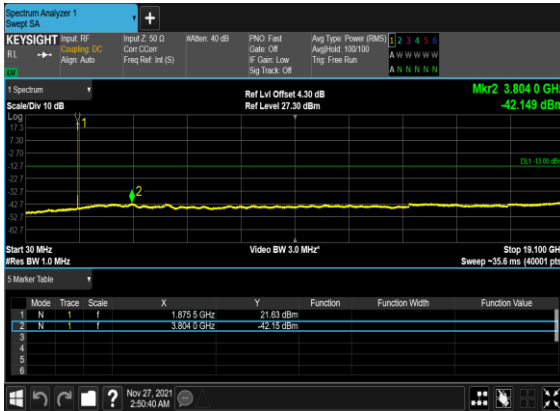 Spectrum Analyzer 1
Swept SA
KEYSIGHT
RL
Input: RF
Coupling: DC
Align: Auto
Input Z: 50 Ω
Corr CCorr
Freq Ref: Int (S)
#Atten: 40 dB
PNO: Fast
Gate: Off
IF Gain: Low
Sig Track: Off
Avg Type: Power (RMS)
Avg|Hold: 100/100
Trig: Free Run
1 2 3 4 5 6
A W W W W W
A N N N N N
1 Spectrum
Scale/Div 10 dB
Ref Lvl Offset 4.30 dB
Ref Level 27.30 dBm
Mkr2 3.804 0 GHz
-42.149 dBm
Log
17.3
7.30
-2.70
-12.7
-22.7
-32.7
-42.7
-52.7
-62.7
1
2
DL1 -13.00 dBm
Start 30 MHz
#Res BW 1.0 MHz
Video BW 3.0 MHz*
Stop 19.100 GHz
Sweep ~35.6 ms (40001 pts)
5 Marker Table
Mode Trace Scale X Y Function Function Width Function Value
1 N 1 f 1.875 5 GHz 21.63 dBm
2 N 1 f 3.804 0 GHz -42.15 dBm
3
4
5
6
?
Nov 27, 2021
2:50:40 AM